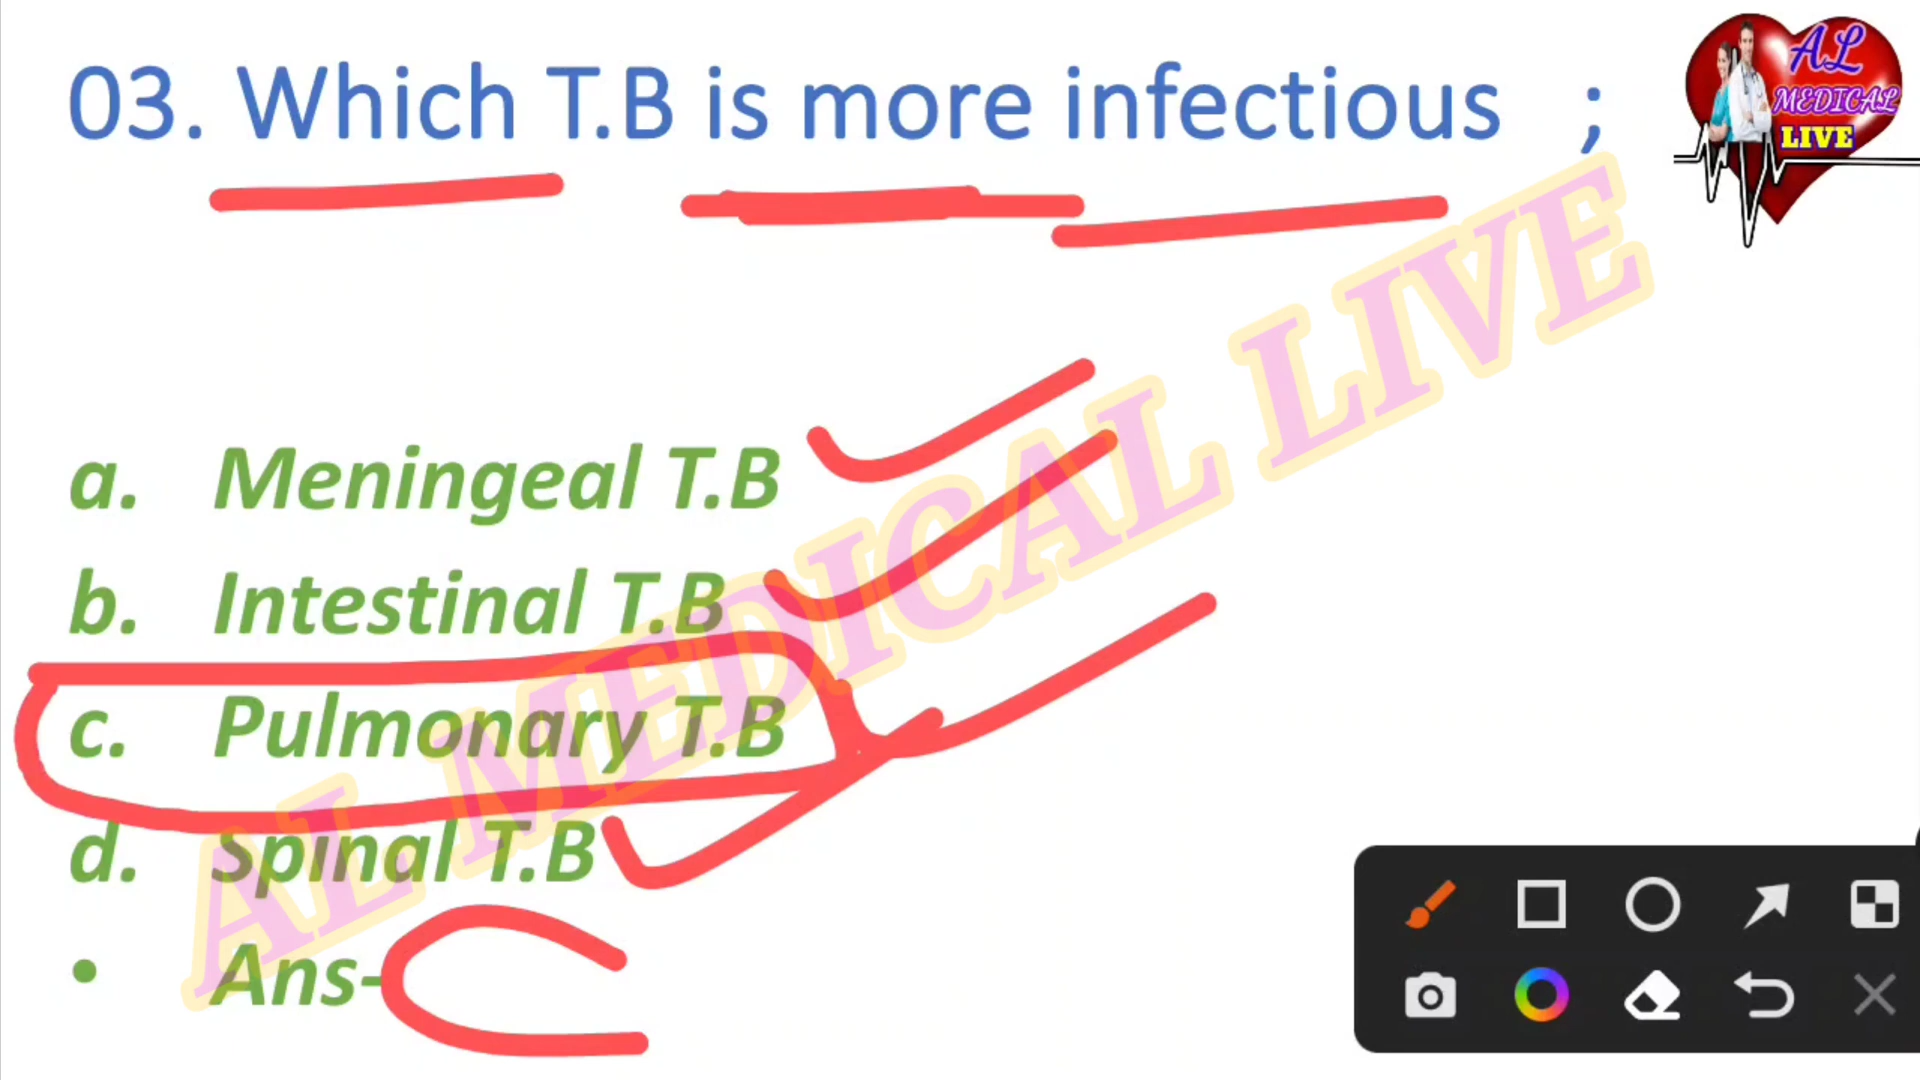 03. Which T.B is more infectious ;
AL
MEDICAL
LIVE
a. Meningeal T.B
b. Intestinal T.B
c. Pulmonary T.B
d. Spinal T.B
• Ans- C
AL MEDICAL LIVE